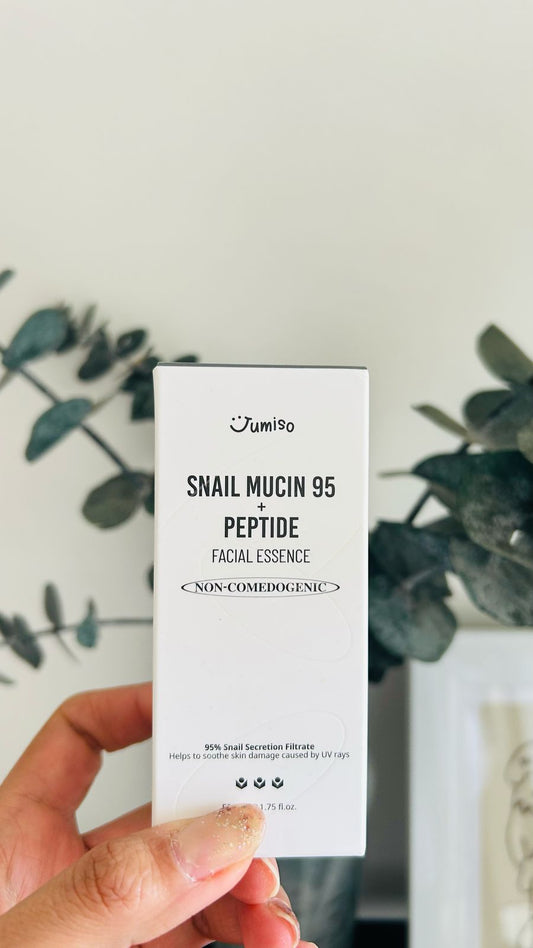 Jumiso
SNAIL MUCIN 95
+
PEPTIDE
FACIAL ESSENCE
NON-COMEDOGENIC
95% Snail Secretion Filtrate
Helps to soothe skin damage caused by UV rays
1.75 fl.oz.